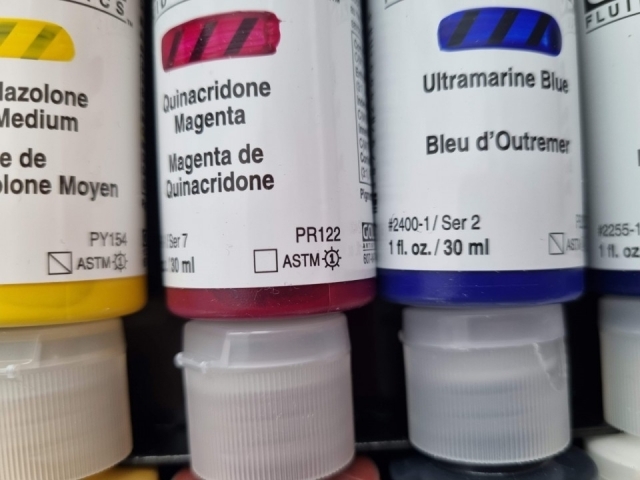 lazolone
Medium
e de
olone Moyen
PY154
ASTM
Quinacridone
Magenta
Magenta de
Quinacridone
Ser 7
PR122
30 ml
ASTM
Ultramarine Blue
Bleu d'Outremer
#2400-1/ Ser 2
1 fl. oz. / 30 ml
ASTM
FLUI
#2255-1
1 fl. oz.